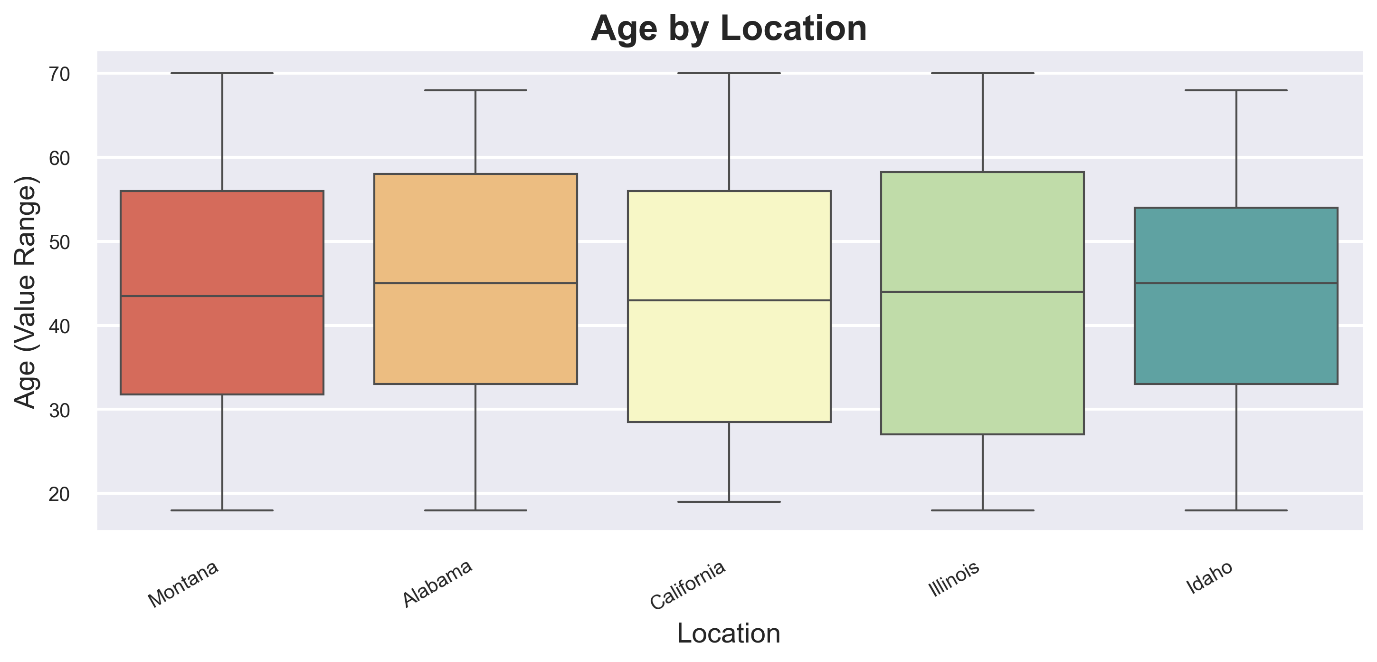 Age by Location
Age (Value Range)
70
60
50
40
30
20
Montana
Alabama
California
Illinois
Idaho
Location